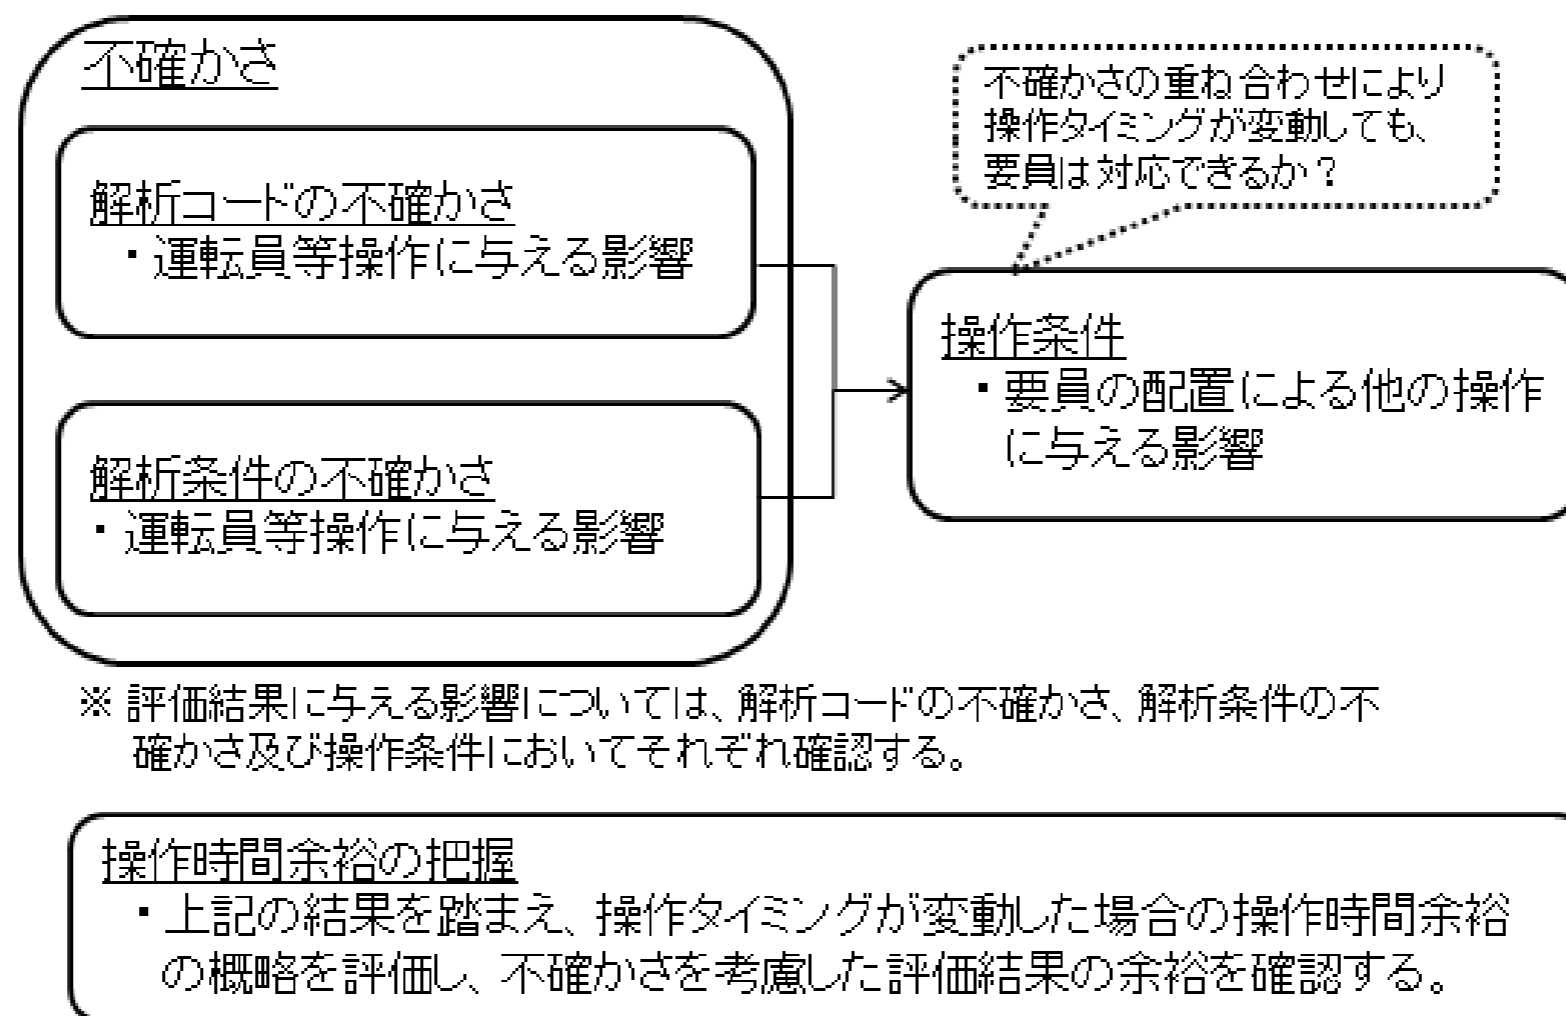 不確かさ
解析コードの不確かさ
・運転員等操作に与える影響
解析条件の不確かさ
・運転員等操作に与える影響
不確かさの重ね合わせにより
操作タイミングが変動しても、
要員は対応できるか？
操作条件
・要員の配置による他の操作
に与える影響
※ 評価結果に与える影響については、解析コードの不確かさ、解析条件の不
確かさ及び操作条件においてそれぞれ確認する。
操作時間余裕の把握
・上記の結果を踏まえ、操作タイミングが変動した場合の操作時間余裕
の概略を評価し、不確かさを考慮した評価結果の余裕を確認する。